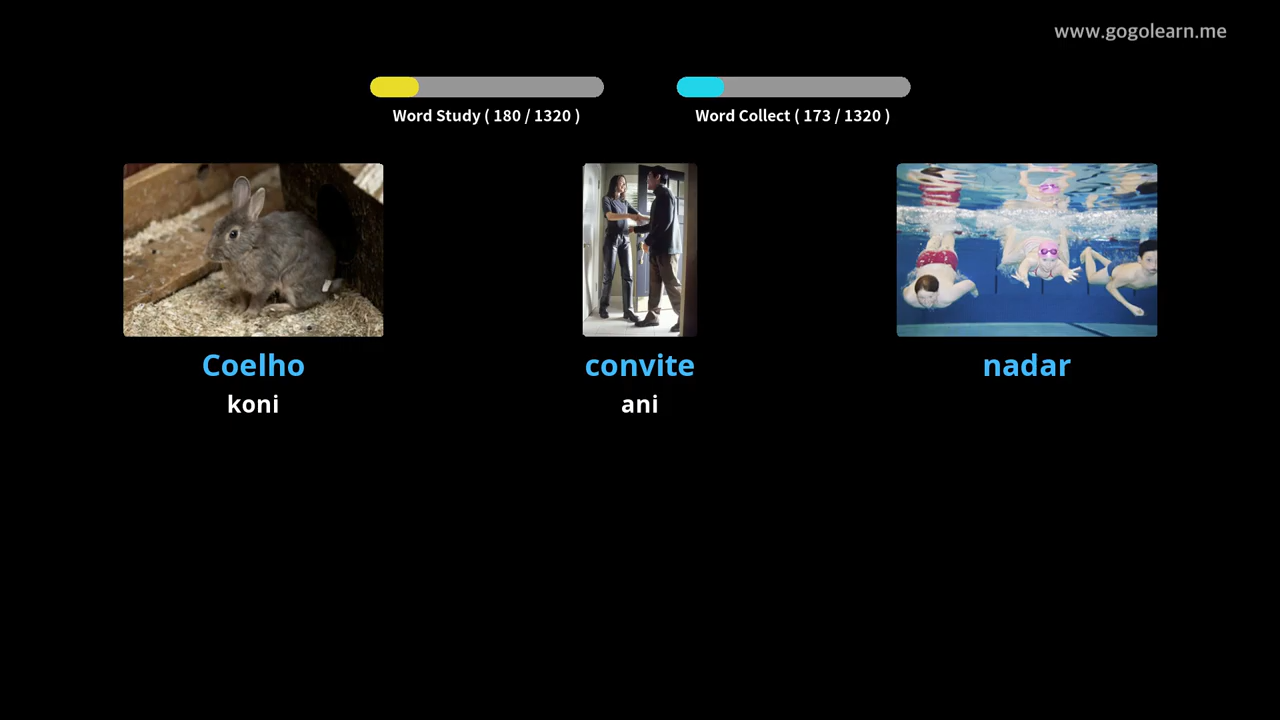 www.gogolearn.me
Word Study ( 180 / 1320 )
Word Collect ( 173 / 1320 )
Coelho
koni
convite
ani
nadar